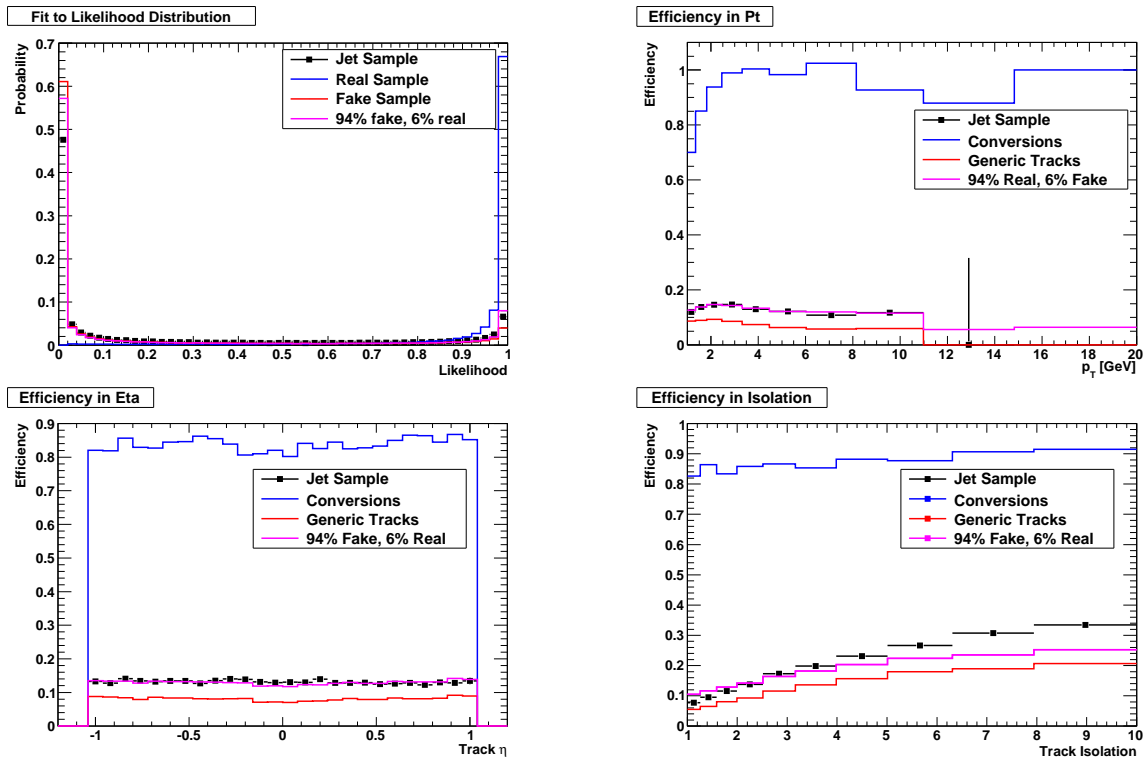 Fit to Likelihood Distribution
Probability
0.7
0.6
0.5
0.4
0.3
0.2
0.1
0
Jet Sample
Real Sample
Fake Sample
94% fake, 6% real
0 0.1 0.2 0.3 0.4 0.5 0.6 0.7 0.8 0.9 1
Likelihood
Efficiency in Pt
Efficiency
1
0.8
0.6
0.4
0.2
0
Jet Sample
Conversions
Generic Tracks
94% Real, 6% Fake
2 4 6 8 10 12 14 16 18 20
p_T [GeV]
Efficiency in Eta
Efficiency
0.9
0.8
0.7
0.6
0.5
0.4
0.3
0.2
0.1
0
Jet Sample
Conversions
Generic Tracks
94% Fake, 6% Real
-1 -0.5 0 0.5 1
Track η
Efficiency in Isolation
Efficiency
1
0.9
0.8
0.7
0.6
0.5
0.4
0.3
0.2
0.1
0
Jet Sample
Conversions
Generic Tracks
94% Fake, 6% Real
1 2 3 4 5 6 7 8 9 10
Track Isolation